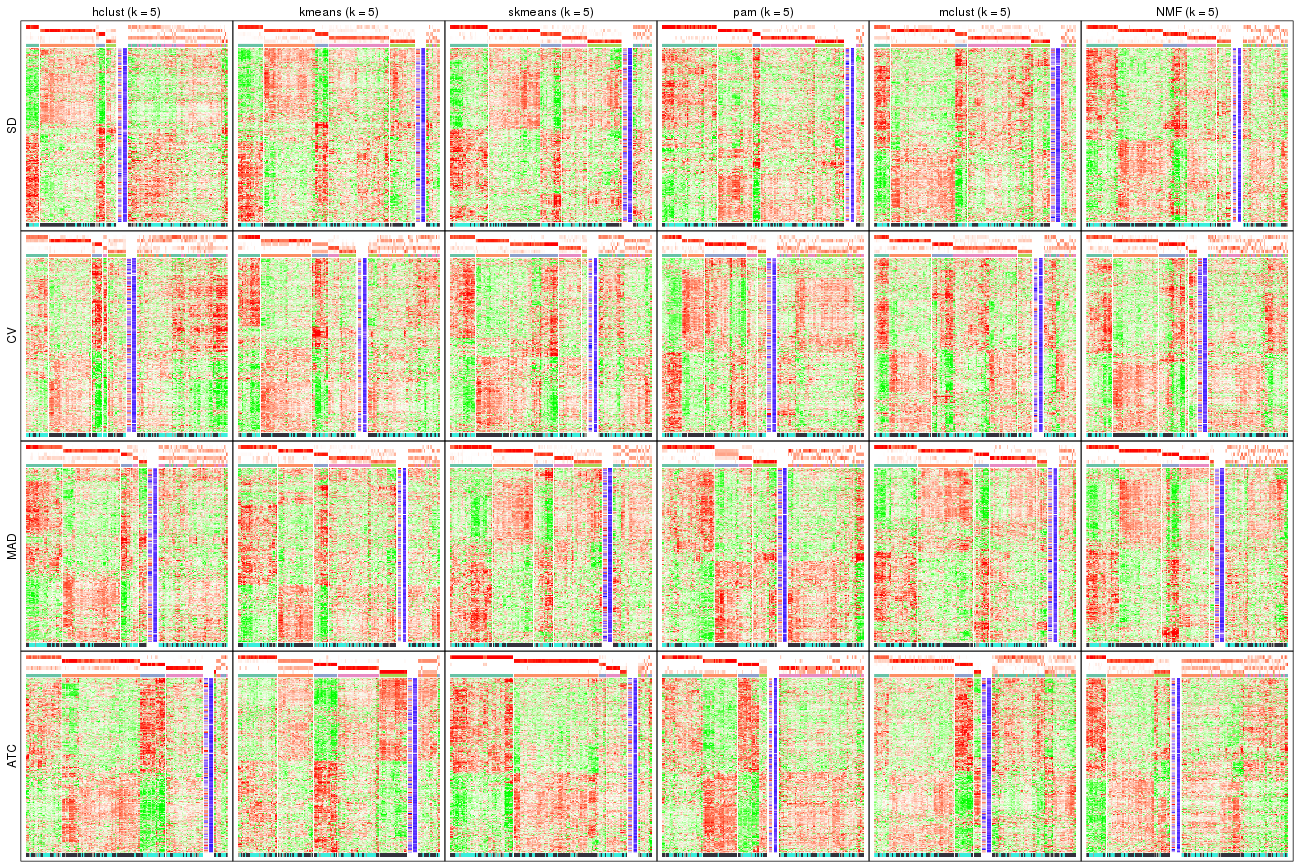 hclust (k = 5) kmeans (k = 5) skmeans (k = 5) pam (k = 5) mclust (k = 5) NMF (k = 5)
SD
CV
MAD
ATC